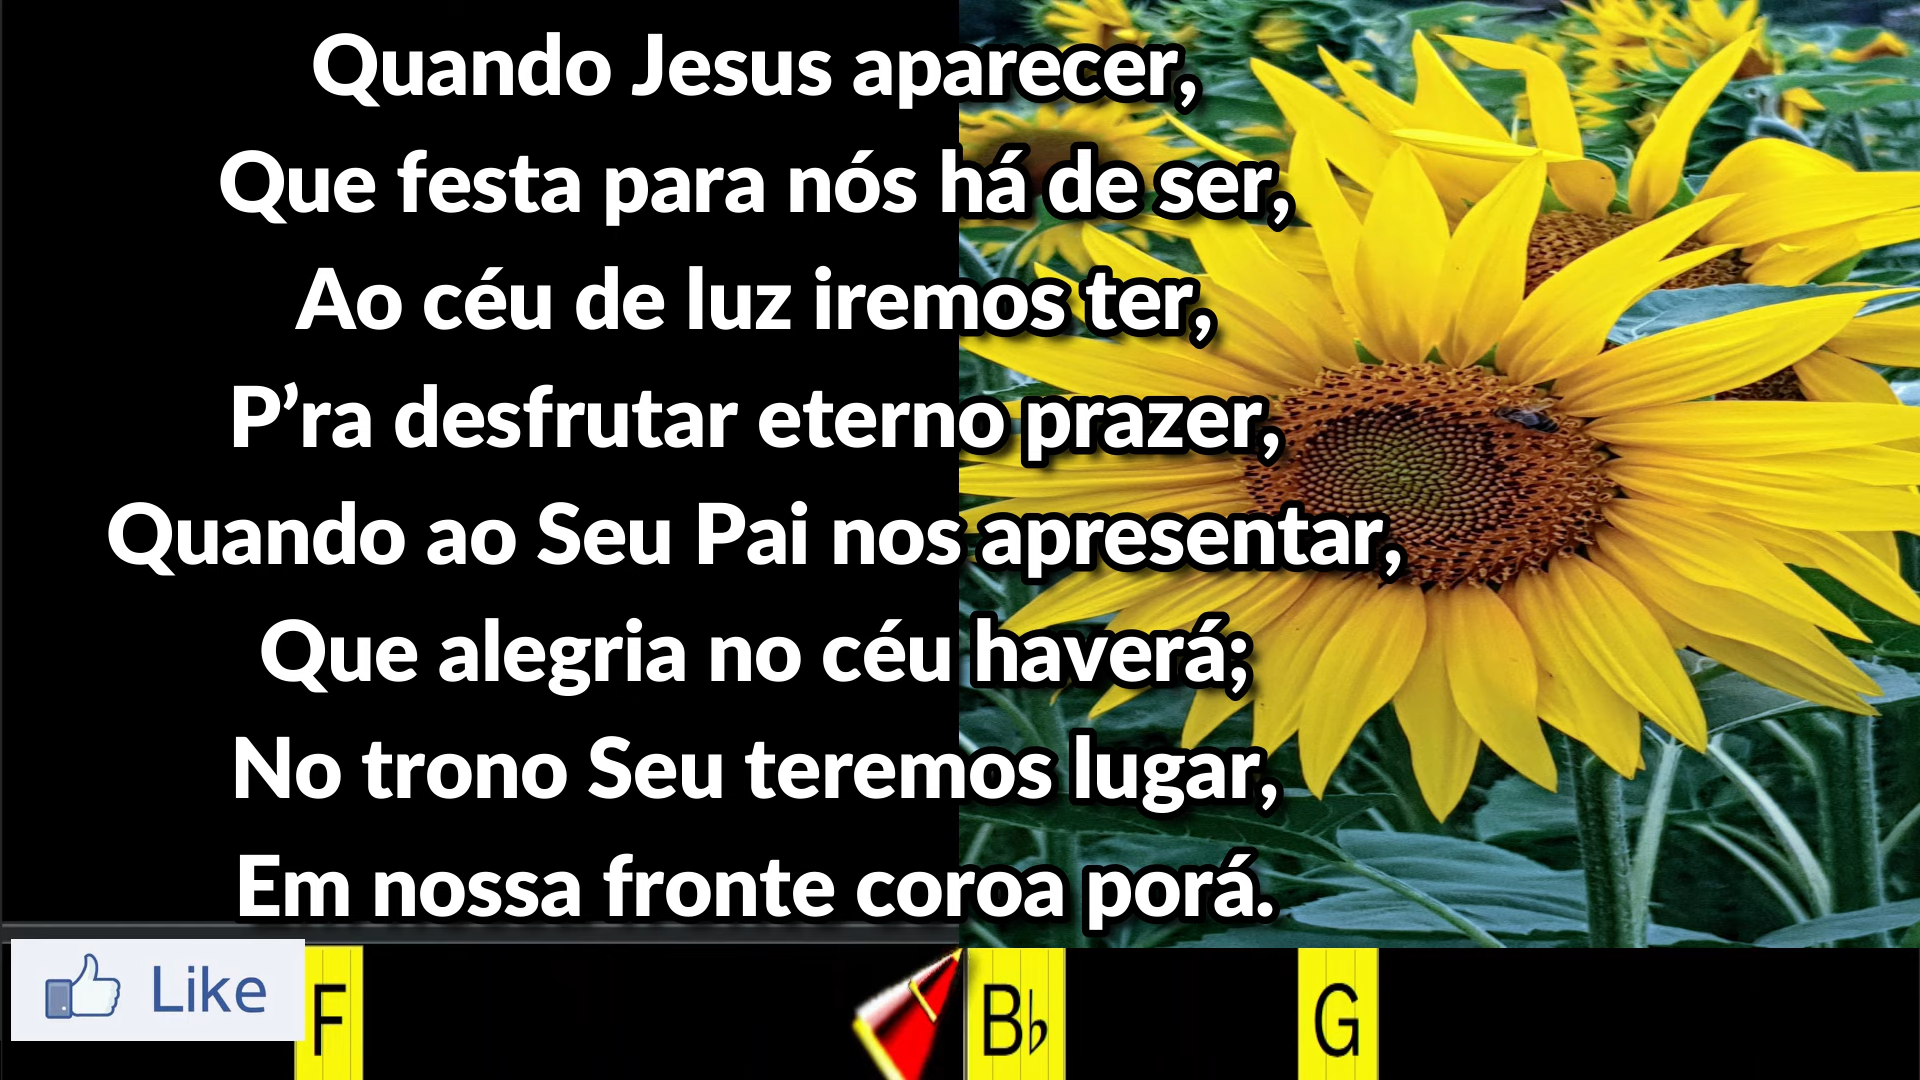 Quando Jesus aparecer,
Que festa para nós há de ser,
Ao céu de luz iremos ter,
P’ra desfrutar eterno prazer,
Quando ao Seu Pai nos apresentar,
Que alegria no céu haverá;
No trono Seu teremos lugar,
Em nossa fronte coroa porá.
Like F B♭ G